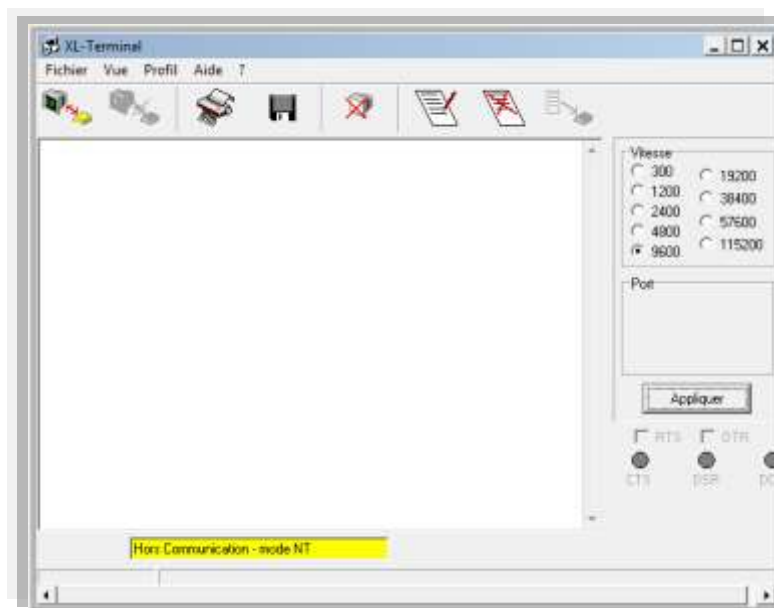 XL-Terminal
Fichier Vue Profil Aide ?
Vitesse
300
1200
2400
4800
9600
19200
38400
57600
115200
Port
Appliquer
RTS DTR
CTS DSR
Hors Communication - mode NT